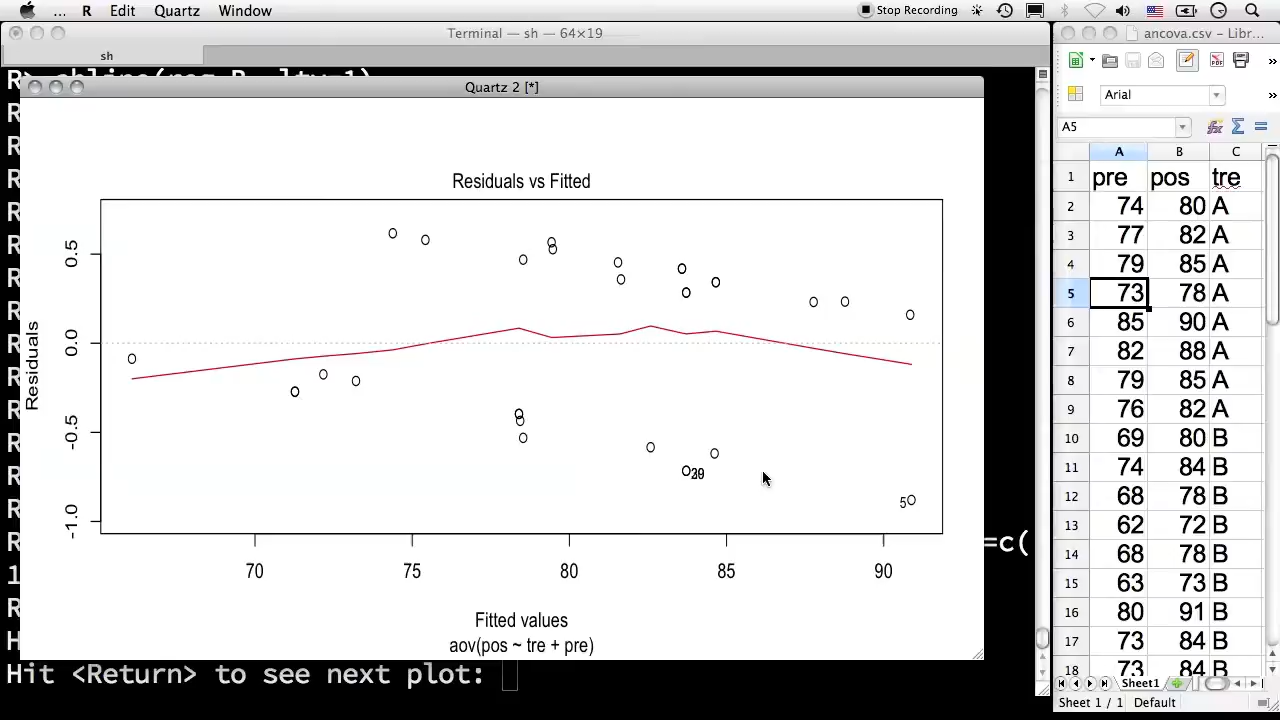 ... R Edit Quartz Window Stop Recording
Terminal — sh — 64×19
sh
ancova.csv – Libr...
Quartz 2 [*]
Arial
A5
A B C
1 pre pos tre
2 74 80 A
3 77 82 A
4 79 85 A
5 73 78 A
6 85 90 A
7 82 88 A
8 79 85 A
9 76 82 A
10 69 80 B
11 74 84 B
12 68 78 B
13 62 72 B
14 68 78 B
15 63 73 B
16 80 91 B
17 73 84 B
18 73 84 B
Residuals vs Fitted
Residuals
0.5
0.0
-0.5
-1.0
5
70 75 80 85 90
Fitted values
aov(pos ~ tre + pre)
=c(
Hit <Return> to see next plot:
Sheet1
Sheet 1 / 1 Default